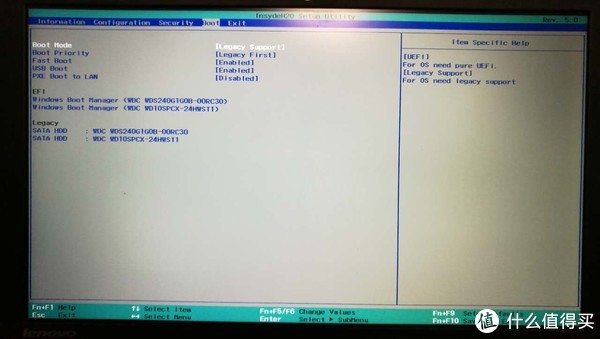 InsydeH2O Setup Utility
Rev. 5.0
Information Configuration Security Boot Exit
Boot Mode [Legacy Support]
Boot Priority [Legacy First]
Fast Boot [Enabled]
USB Boot [Enabled]
PXE Boot to LAN [Disabled]
EFI
Windows Boot Manager (WDC WDS240G1G0B-00RC30)
Windows Boot Manager (WDC WD10SPCX-24HWST1)
Legacy
SATA HDD : WDC WDS240G1G0B-00RC30
SATA HDD : WDC WD10SPCX-24HWST1
Item Specific Help
[UEFI]
For OS need pure UEFI.
[Legacy Support]
For OS need legacy support
Fn+F1 Help ↑↓ Select Item Fn+F5/F6 Change Values Fn+F9
Esc Exit Select Menu Enter Select ▶ SubMenu Fn+F10
lenovo
值 什么值得买